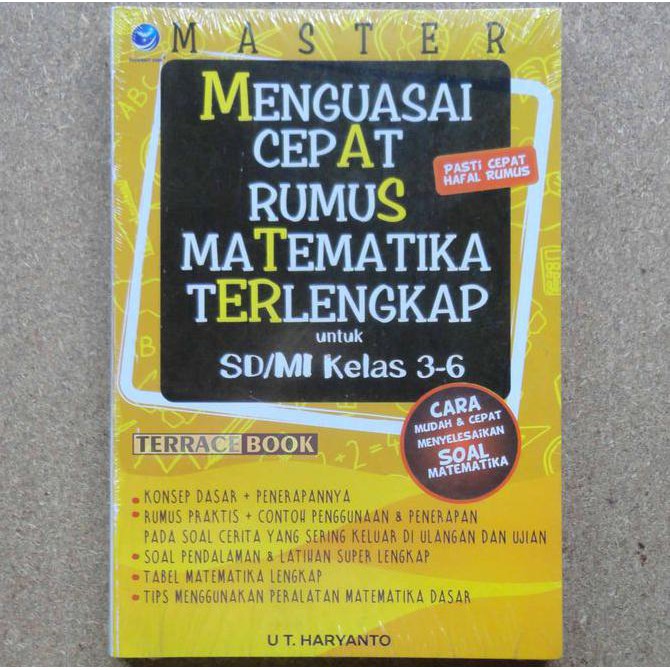 MASTER
MENGUASAI
CEPAT
RUMUS
MATEMATIKA
TERLENGKAP
untuk
SD/MI Kelas 3-6
PASTI CEPAT
HAFAL RUMUS
CARA
MUDAH & CEPAT
MENYELESAIKAN
SOAL
MATEMATIKA
TERRACE BOOK
• KONSEP DASAR + PENERAPANNYA
• RUMUS PRAKTIS + CONTOH PENGGUNAAN & PENERAPAN
PADA SOAL CERITA YANG SERING KELUAR DI ULANGAN DAN UJIAN
• SOAL PENDALAMAN & LATIHAN SUPER LENGKAP
• TABEL MATEMATIKA LENGKAP
• TIPS MENGGUNAKAN PERALATAN MATEMATIKA DASAR
U T. HARYANTO